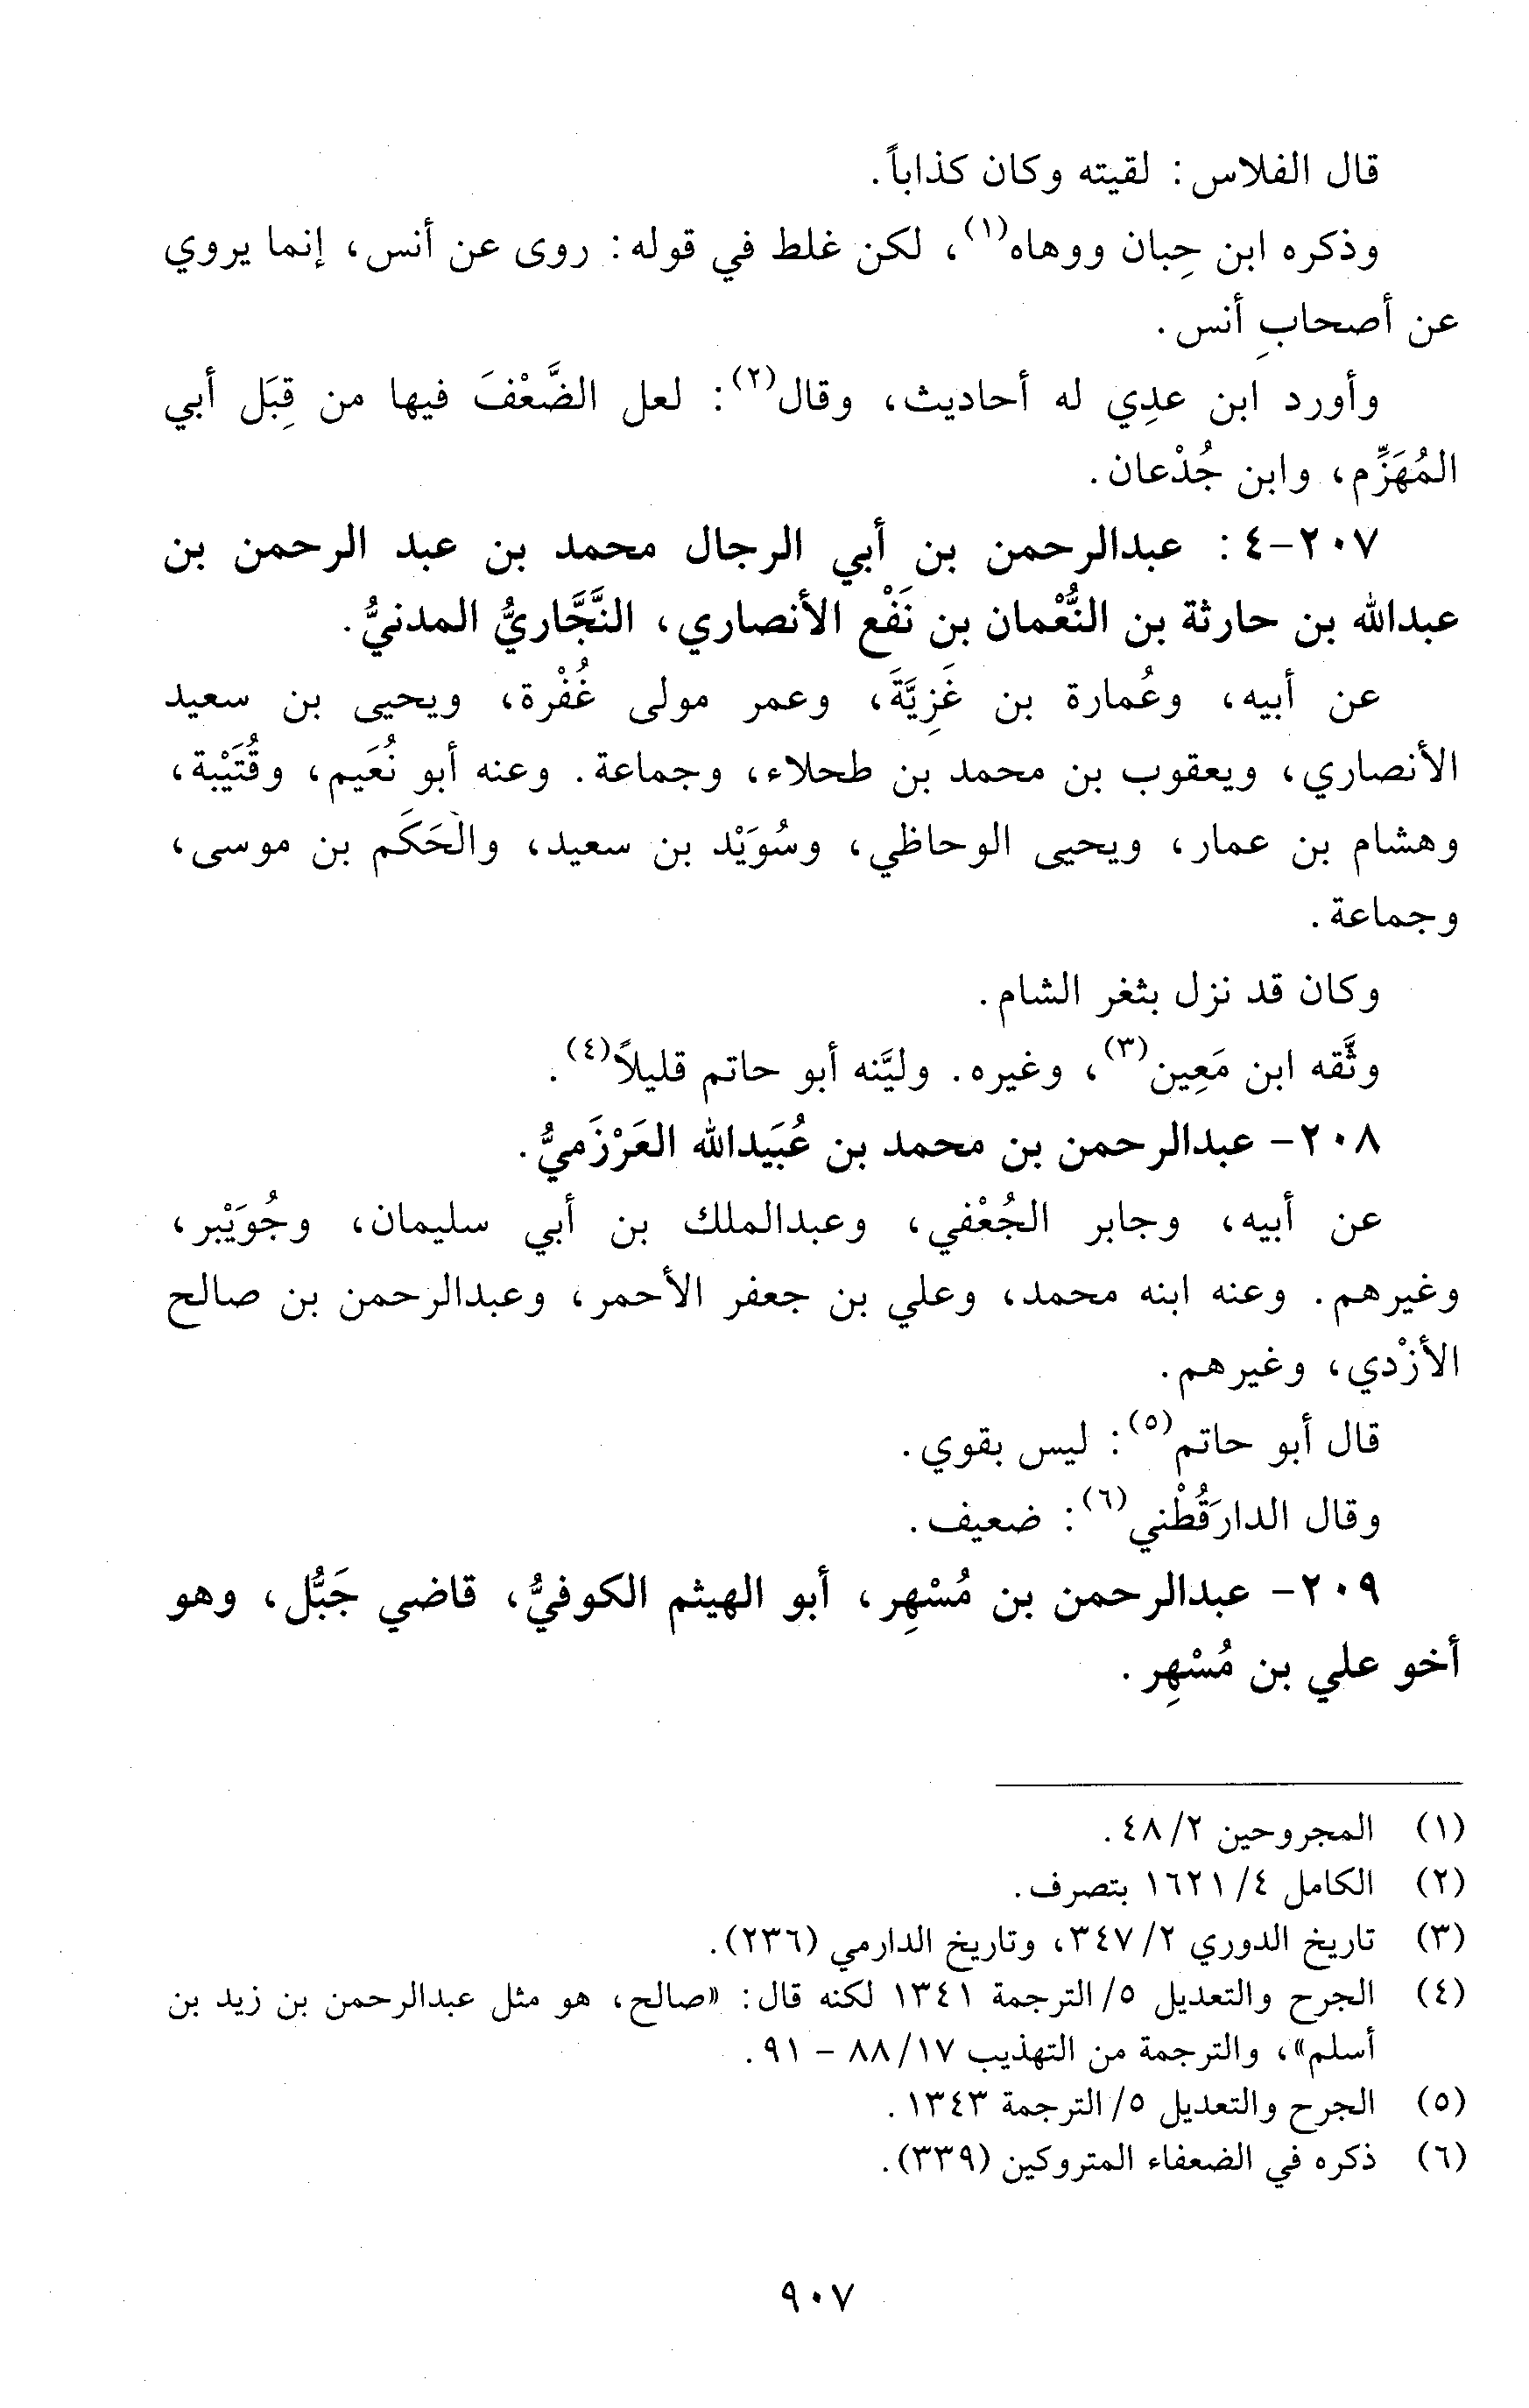 قال الفلاس: لقيته وكان كذاباً.
وذكره ابن حِبان ووهاه(١)، لكن غلط في قوله: روى عن أنس، إنما يروي
عن أصحابِ أنس.
وأورد ابن عدِي له أحاديث، وقال(٢): لعل الضَّعْفَ فيها من قِبَل أبي
المُهَزِّم، وابن جُدْعان.
٢٠٧-٤: عبدالرحمن بن أبي الرجال محمد بن عبد الرحمن بن
عبدالله بن حارثة بن النُّعْمان بن نَفْع الأنصاري، النَّجَّاريُّ المدنيُّ.
عن أبيه، وعُمارة بن غَزِيَّةَ، وعمر مولى غُفْرة، ويحيى بن سعيد
الأنصاري، ويعقوب بن محمد بن طحلاء، وجماعة. وعنه أبو نُعَيم، وقُتَيْبة،
وهشام بن عمار، ويحيى الوحاظي، وسُوَيْد بن سعيد، والْحَكَم بن موسى،
وجماعة.
وكان قد نزل بثغر الشام.
وثَّقه ابن مَعِين(٣)، وغيره. وليَّنه أبو حاتم قليلاً(٤).
٢٠٨- عبدالرحمن بن محمد بن عُبَيدالله العَرْزَميُّ.
عن أبيه، وجابر الجُعْفي، وعبدالملك بن أبي سليمان، وجُوَيْبر،
وغيرهم. وعنه ابنه محمد، وعلي بن جعفر الأحمر، وعبدالرحمن بن صالح
الأزْدي، وغيرهم.
قال أبو حاتم(٥): ليس بقوي.
وقال الدارَقُطْني(٦): ضعيف.
٢٠٩- عبدالرحمن بن مُسْهِر، أبو الهيثم الكوفيُّ، قاضي جَبُّل، وهو
أخو علي بن مُسْهِر.
(١) المجروحين ٢/ ٤٨.
(٢) الكامل ٤/ ١٦٢١ بتصرف.
(٣) تاريخ الدوري ٢/ ٣٤٧، وتاريخ الدارمي (٢٣٦).
(٤) الجرح والتعديل ٥/ الترجمة ١٣٤١ لكنه قال: «صالح، هو مثل عبدالرحمن بن زيد بن
أسلم»، والترجمة من التهذيب ١٧/ ٨٨ – ٩١.
(٥) الجرح والتعديل ٥/ الترجمة ١٣٤٣.
(٦) ذكره في الضعفاء المتروكين (٣٣٩).
٩٠٧